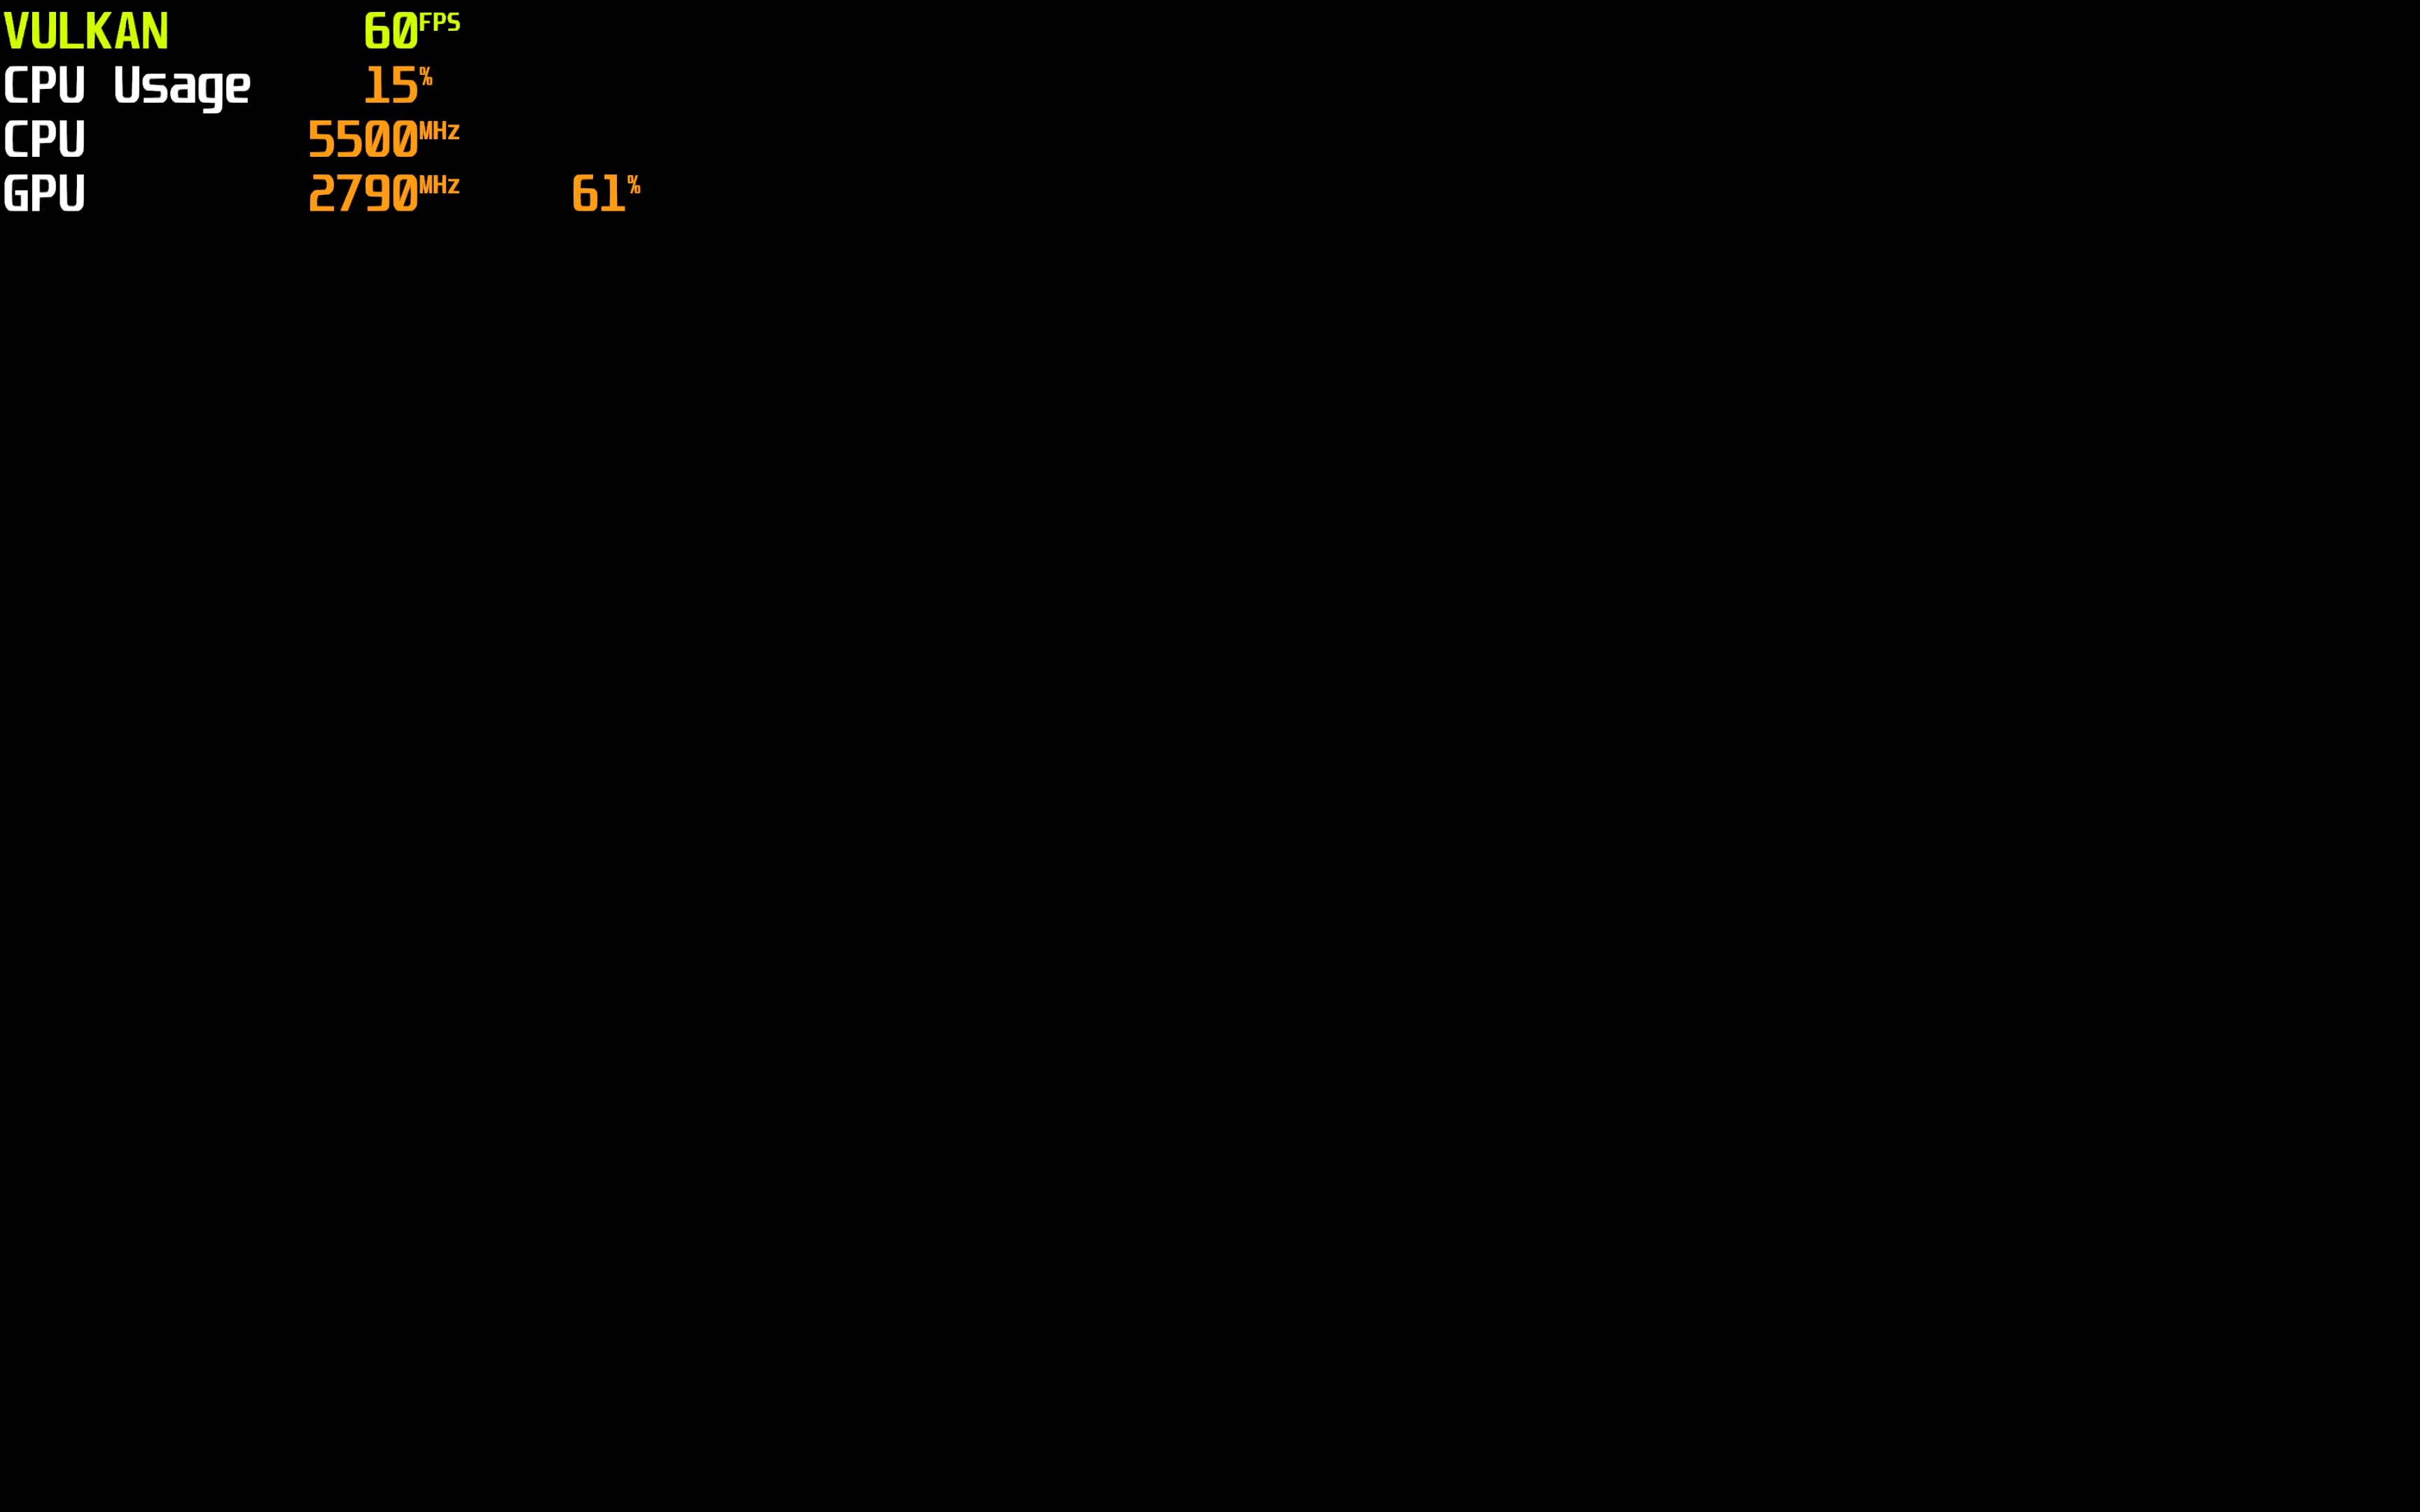 VULKAN 60FPS
CPU Usage 15%
CPU 5500MHz
GPU 2790MHz 61%